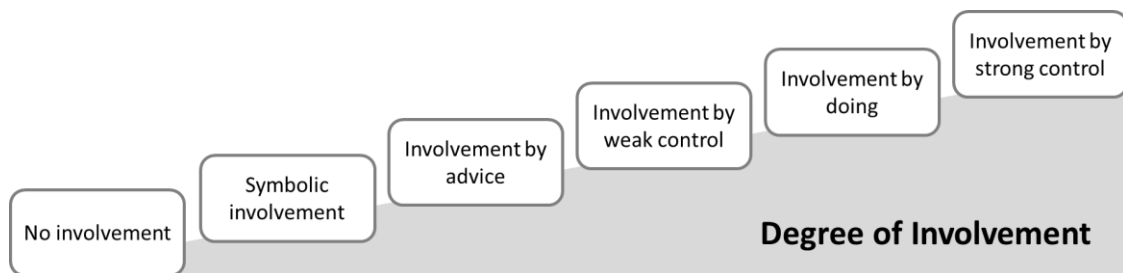 No involvement
Symbolic
involvement
Involvement by
advice
Involvement by
weak control
Involvement by
doing
Involvement by
strong control
Degree of Involvement